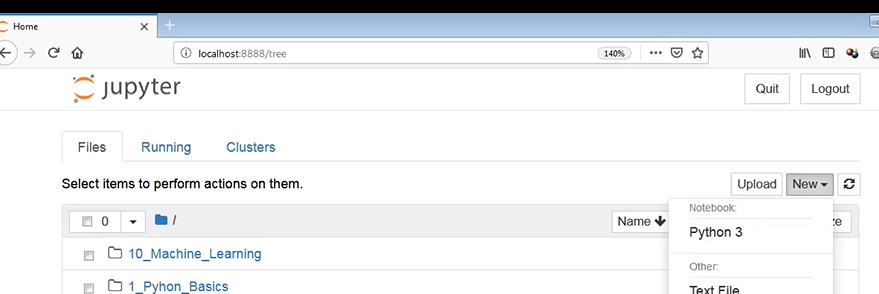 Home
localhost:8888/tree
140%
jupyter
Quit
Logout
Files
Running
Clusters
Select items to perform actions on them.
Upload
New
0
/
Name
ze
Notebook:
Python 3
10_Machine_Learning
Other:
Text File
1_Pyhon_Basics